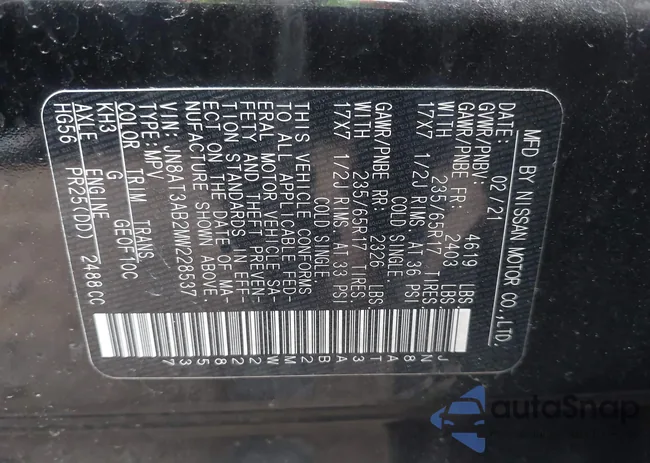 MFD BY NISSAN MOTOR CO.,LTD.
DATE: 02/21
GVWR/PNBV: 4619 LBS.
GAWR/PNBE FR: 2403 LBS.
WITH 235/65R17 TIRES.
17X7 1/2J RIMS. AT 36 PSI
COLD SINGLE
GAWR/PNBE RR: 2326 LBS.
WITH 235/65R17 TIRES.
17X7 1/2J RIMS. AT 33 PSI
COLD SINGLE.
THIS VEHICLE CONFORMS
TO ALL APPLICABLE FED-
ERAL MOTOR VEHICLE SA-
FETY AND THEFT PREVEN-
TION STANDARDS IN EFF-
ECT ON THE DATE OF MA-
NUFACTURE SHOWN ABOVE.
VIN: JN8AT3AB2MW228537
TYPE: MPV
COLOR TRIM TRANS
KH3 G GE0F10C
AXLE ENGINE
HG56 PR25(DD) 2488CC
JN8AT3AB2MW228537
autoSnap